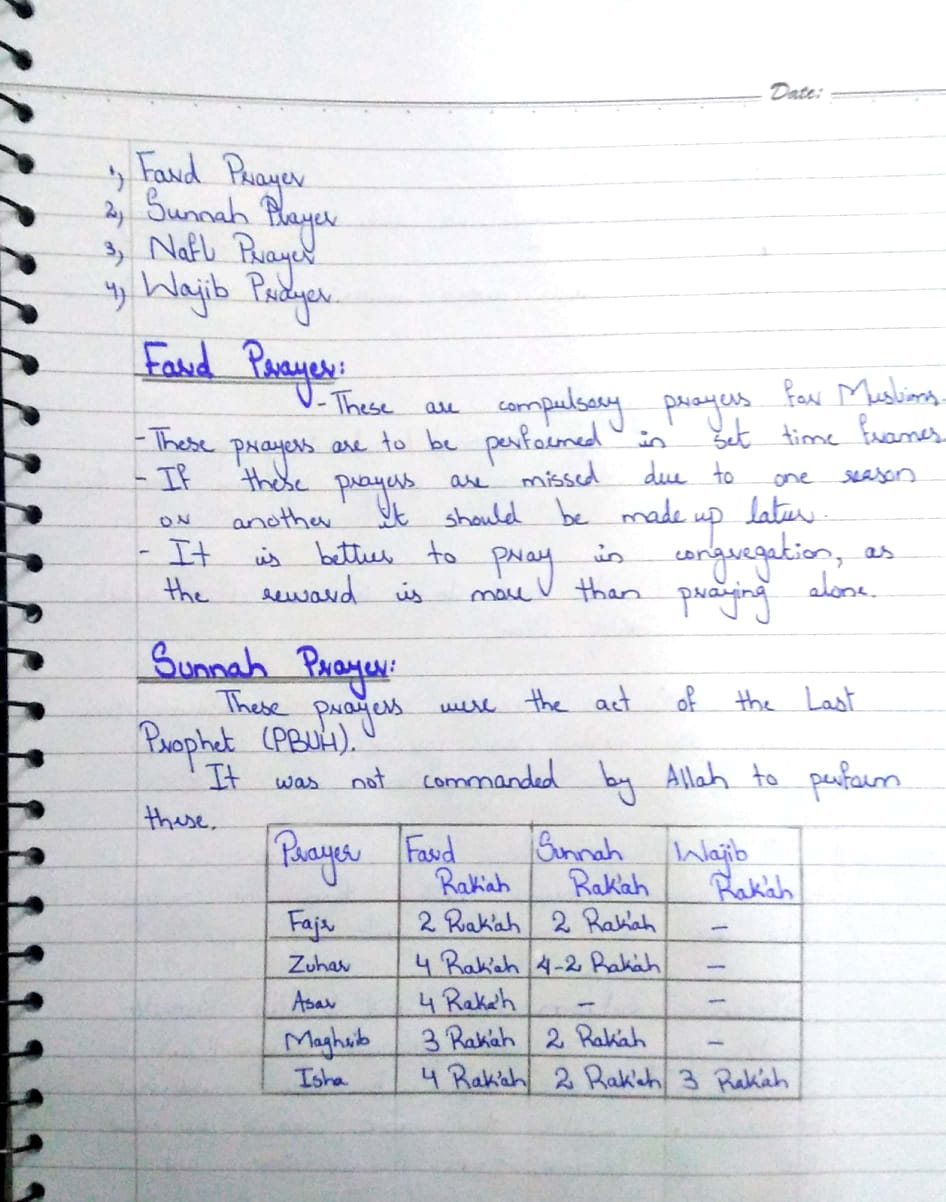 Date:
1, Fard Prayer
2, Sunnah Prayer
3, Nafl Prayer
4, Wajib Prayer.
Fard Prayer:
- These are compulsory prayers for Muslims.
- These prayers are to be performed in set time frames.
- If these prayers are missed due to one reason
or another it should be made up later.
- It is better to pray in congregation, as
the reward is more than praying alone.
Sunnah Prayer:
These prayers were the act of the Last
Prophet (PBUH).
It was not commanded by Allah to perform
these.
Prayer Fard Rak'ah Sunnah Rak'ah Wajib Rak'ah
Fajr 2 Rak'ah 2 Rak'ah -
Zuhar 4 Rak'ah 4-2 Rak'ah -
Asar 4 Raka'h - -
Maghrib 3 Rak'ah 2 Rak'ah -
Isha 4 Rak'ah 2 Rak'ah 3 Rak'ah